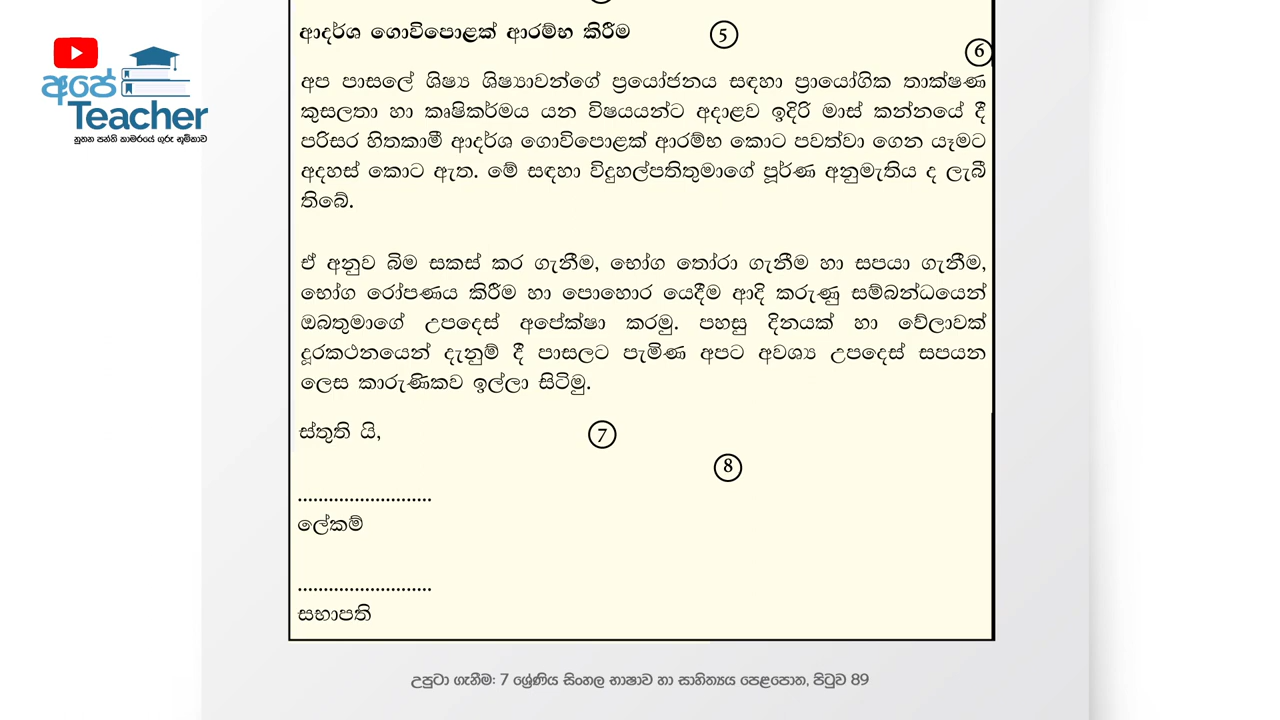 අපේ
Teacher
නූතන පන්ති කාමරයේ ගුරු භූමිකාව
ආදර්ශ ගොවිපොළක් ආරම්භ කිරීම 5
6
අප පාසලේ ශිෂ්‍ය ශිෂ්‍යාවන්ගේ ප්‍රයෝජනය සඳහා ප්‍රායෝගික තාක්ෂණ
කුසලතා හා කෘෂිකර්මය යන විෂයයන්ට අදාළව ඉදිරි මාස් කන්නයේ දී
පරිසර හිතකාමී ආදර්ශ ගොවිපොළක් ආරම්භ කොට පවත්වා ගෙන යෑමට
අදහස් කොට ඇත. මේ සඳහා විදුහල්පතිතුමාගේ පූර්ණ අනුමැතිය ද ලැබී
තිබේ.
ඒ අනුව බිම සකස් කර ගැනීම, භෝග තෝරා ගැනීම හා සපයා ගැනීම,
භෝග රෝපණය කිරීම හා පොහොර යෙදීම ආදි කරුණු සම්බන්ධයෙන්
ඔබතුමාගේ උපදෙස් අපේක්ෂා කරමු. පහසු දිනයක් හා වේලාවක්
දුරකථනයෙන් දැනුම් දී පාසලට පැමිණ අපට අවශ්‍ය උපදෙස් සපයන
ලෙස කාරුණිකව ඉල්ලා සිටිමු.
ස්තුති යි, 7
8
..........................
ලේකම්
..........................
සභාපති
උපුටා ගැනීම: 7 ශ්‍රේණිය සිංහල භාෂාව හා සාහිත්‍යය පෙළපොත, පිටුව 89